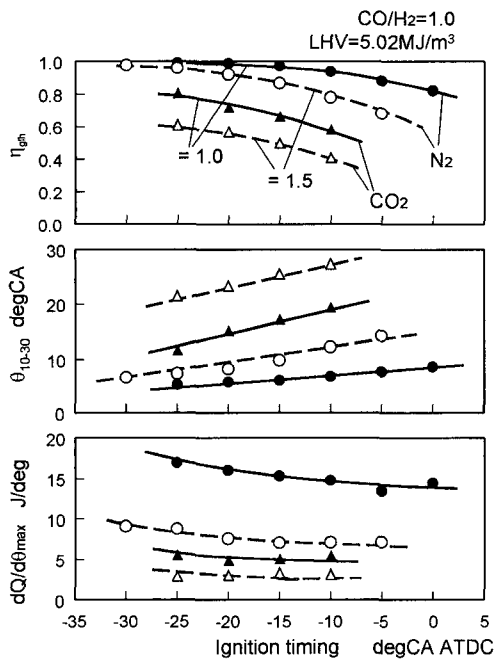 CO/H2=1.0
LHV=5.02MJ/m³
1.0
0.8
0.6
0.4
0.2
0.0
ηgth
= 1.0
= 1.5
N2
CO2
30
20
10
0
θ10-30 degCA
20
15
10
5
0
dQ/dθmax J/deg
-35 -30 -25 -20 -15 -10 -5 0 5
Ignition timing degCA ATDC